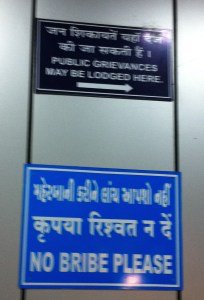 जन शिकायतें यहाँ दर्ज
की जा सकती हैं ।
PUBLIC GRIEVANCES
MAY BE LODGED HERE.
મહેરબાની કરીને લાંચ આપશો નહીં
कृपया रिश्वत न दें
NO BRIBE PLEASE